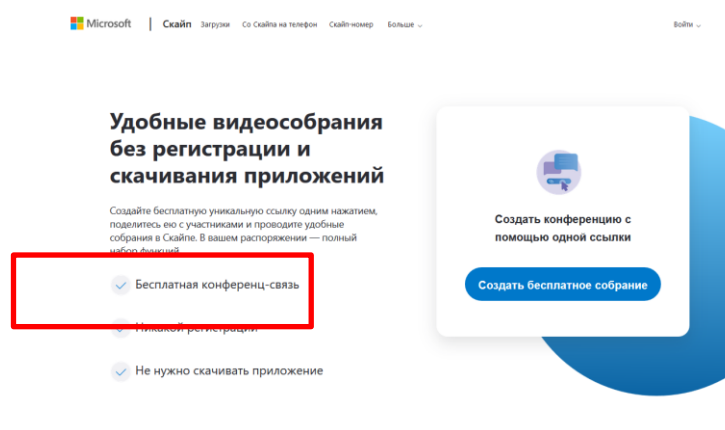 Microsoft | Скайп Загрузки Со Скайпа на телефон Скайп-номер Больше Войти
Удобные видеособрания
без регистрации и
скачивания приложений
Создайте бесплатную уникальную ссылку одним нажатием,
поделитесь ею с участниками и проводите удобные
собрания в Скайпе. В вашем распоряжении — полный
набор функций.
Бесплатная конференц-связь
Никакой регистрации
Не нужно скачивать приложение
Создать конференцию с
помощью одной ссылки
Создать бесплатное собрание